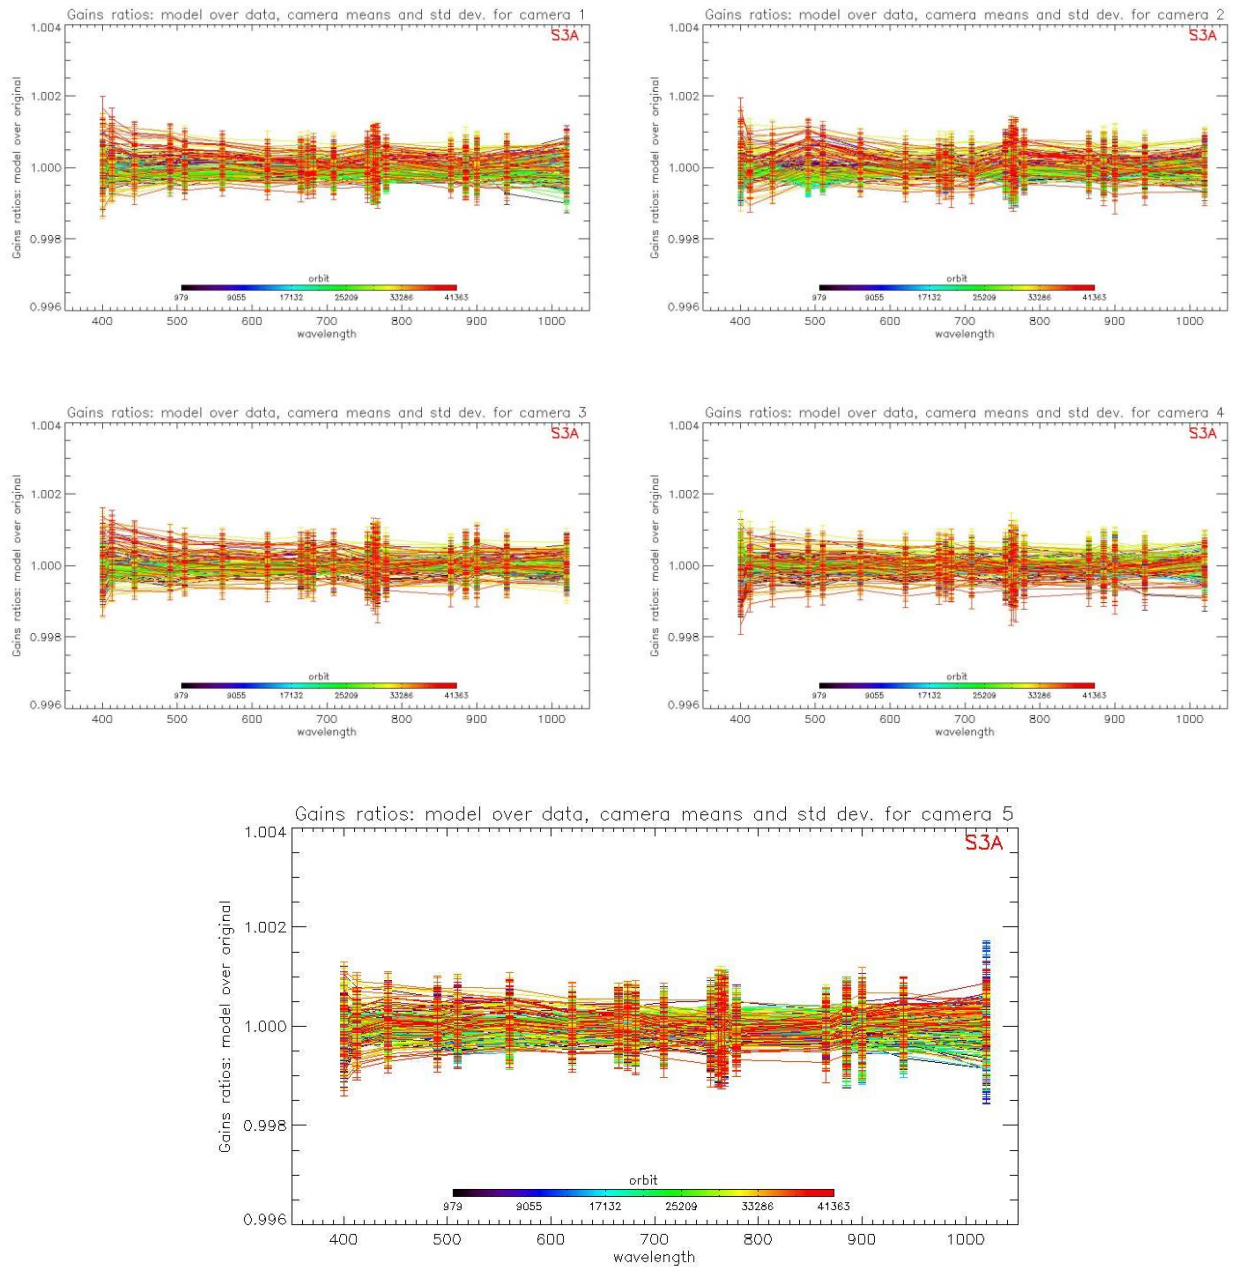 Gains ratios: model over data, camera means and std dev. for camera 1
S3A
Gains ratios: model over original
1.004
1.002
1.000
0.998
0.996
orbit
979 9055 17132 25209 33286 41363
400 500 600 700 800 900 1000
wavelength
Gains ratios: model over data, camera means and std dev. for camera 2
S3A
Gains ratios: model over original
1.004
1.002
1.000
0.998
0.996
orbit
979 9055 17132 25209 33286 41363
400 500 600 700 800 900 1000
wavelength
Gains ratios: model over data, camera means and std dev. for camera 3
S3A
Gains ratios: model over original
1.004
1.002
1.000
0.998
0.996
orbit
979 9055 17132 25209 33286 41363
400 500 600 700 800 900 1000
wavelength
Gains ratios: model over data, camera means and std dev. for camera 4
S3A
Gains ratios: model over original
1.004
1.002
1.000
0.998
0.996
orbit
979 9055 17132 25209 33286 41363
400 500 600 700 800 900 1000
wavelength
Gains ratios: model over data, camera means and std dev. for camera 5
S3A
Gains ratios: model over original
1.004
1.002
1.000
0.998
0.996
orbit
979 9055 17132 25209 33286 41363
400 500 600 700 800 900 1000
wavelength